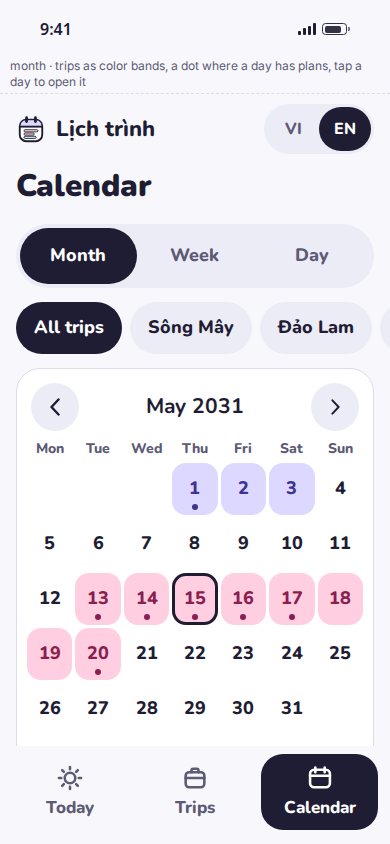 9:41
month · trips as color bands, a dot where a day has plans, tap a
day to open it
Lịch trình
VI EN
Calendar
Month Week Day
All trips Sông Mây Đảo Lam
May 2031
Mon Tue Wed Thu Fri Sat Sun
1 2 3 4
5 6 7 8 9 10 11
12 13 14 15 16 17 18
19 20 21 22 23 24 25
26 27 28 29 30 31
Today Trips Calendar